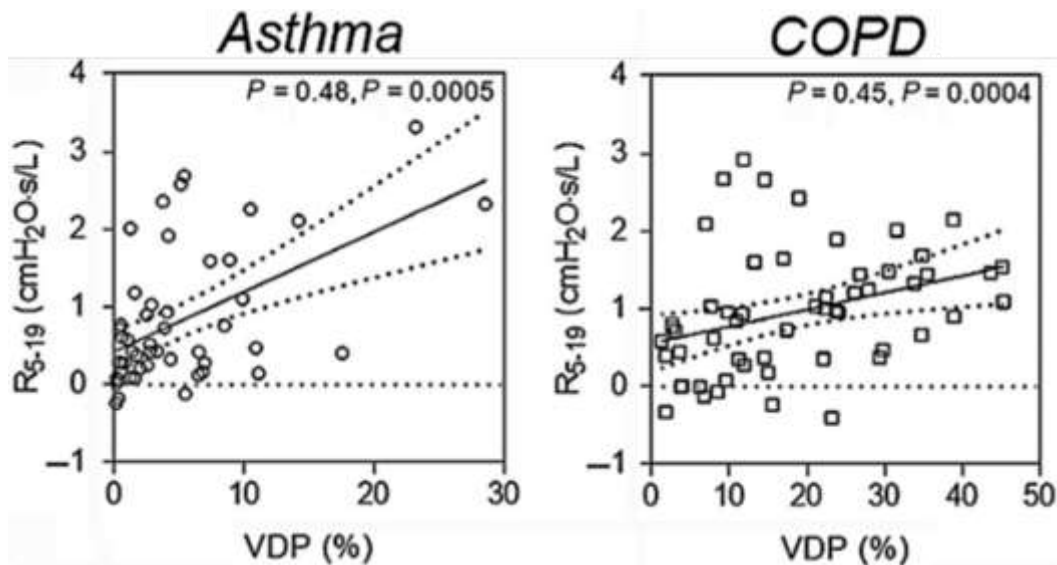 Asthma
COPD
P = 0.48, P = 0.0005
P = 0.45, P = 0.0004
R5-19 (cmH2O·s/L)
4
3
2
1
0
–1
0 10 20 30
VDP (%)
R5-19 (cmH2O·s/L)
4
3
2
1
0
–1
0 10 20 30 40 50
VDP (%)